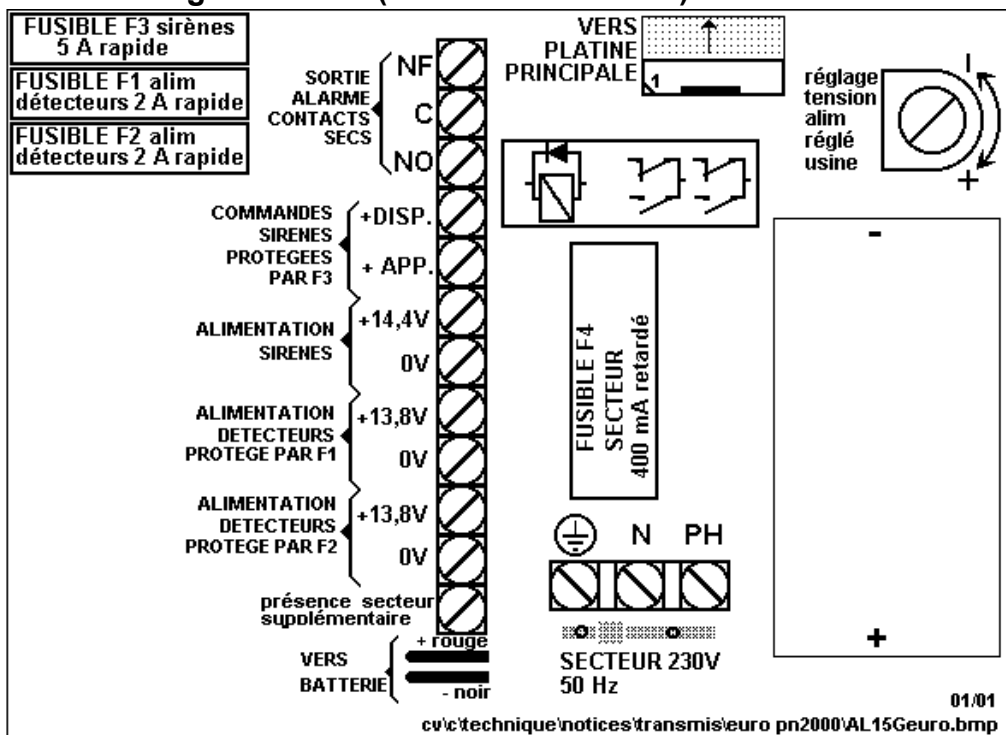 FUSIBLE F3 sirènes
5 A rapide
FUSIBLE F1 alim
détecteurs 2 A rapide
FUSIBLE F2 alim
détecteurs 2 A rapide
SORTIE
ALARME
CONTACTS
SECS
NF
C
NO
COMMANDES
SIRENES
PROTEGEES
PAR F3
+DISP.
+ APP.
ALIMENTATION
SIRENES
+14,4V
0V
ALIMENTATION
DETECTEURS
PROTEGE PAR F1
+13,8V
0V
ALIMENTATION
DETECTEURS
PROTEGE PAR F2
+13,8V
0V
présence secteur
supplémentaire
VERS
BATTERIE
+ rouge
- noir
VERS
PLATINE
PRINCIPALE
1
réglage
tension
alim
réglé
usine
-
+
FUSIBLE F4
SECTEUR
400 mA retardé
N
PH
SECTEUR 230V
50 Hz
-
+
01/01
cv\c\technique\notices\transmis\euro pn2000\AL15Geuro.bmp